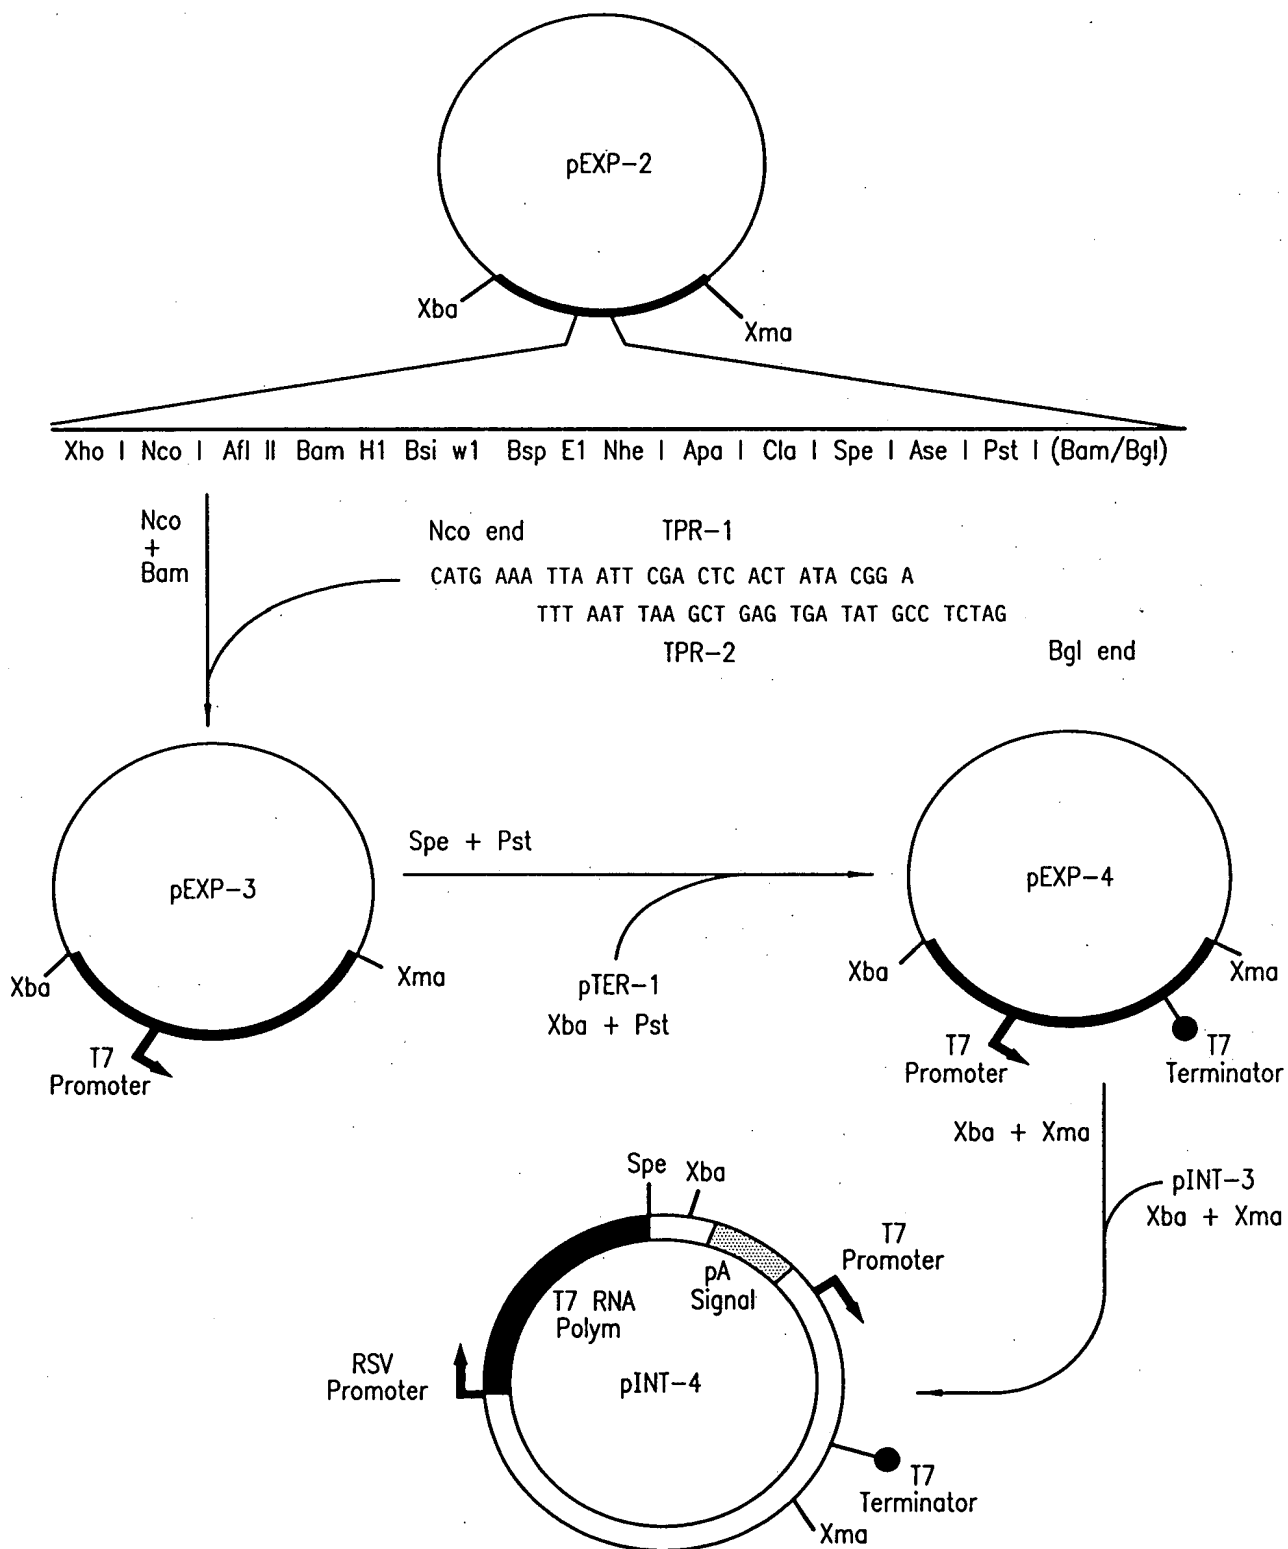 pEXP-2
Xba
Xma
Xho I Nco I Afl II Bam H1 Bsi w1 Bsp E1 Nhe I Apa I Cla I Spe I Ase I Pst I (Bam/Bgl)
Nco
+
Bam
Nco end TPR-1
CATG AAA TTA ATT CGA CTC ACT ATA CGG A
TTT AAT TAA GCT GAG TGA TAT GCC TCTAG
TPR-2 Bgl end
pEXP-3
Xba
Xma
T7
Promoter
Spe + Pst
pTER-1
Xba + Pst
pEXP-4
Xba
Xma
T7
Promoter
T7
Terminator
Xba + Xma
pINT-3
Xba + Xma
Spe
Xba
T7
Promoter
pA
Signal
T7 RNA
Polym
RSV
Promoter
pINT-4
T7
Terminator
Xma